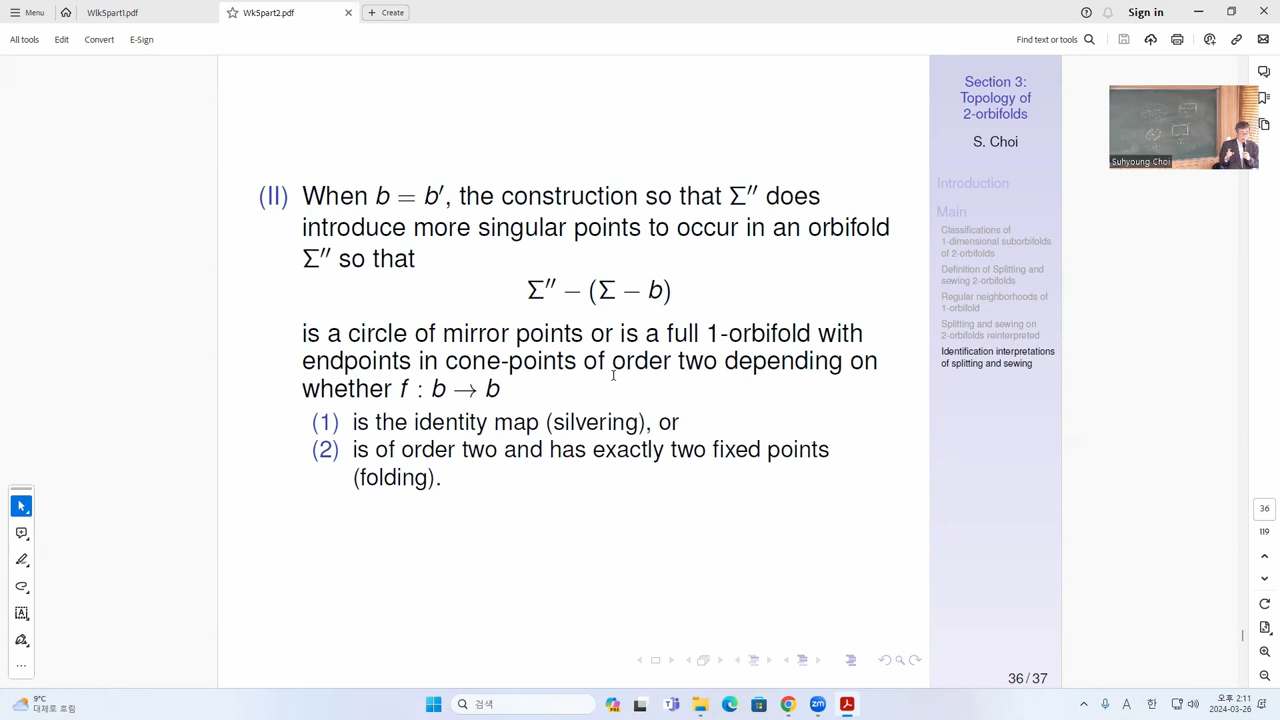 Menu
Wk5part1.pdf
Wk5part2.pdf
Create
Sign in
All tools
Edit
Convert
E-Sign
Find text or tools
Section 3:
Topology of
2-orbifolds
S. Choi
Introduction
Main
Classifications of
1-dimensional suborbifolds
of 2-orbifolds
Definition of Splitting and
sewing 2-orbifolds
Regular neighborhoods of
1-orbifold
Splitting and sewing on
2-orbifolds reinterpreted
Identification interpretations
of splitting and sewing
(II) When b = b′, the construction so that Σ″ does
introduce more singular points to occur in an orbifold
Σ″ so that
Σ″ − (Σ − b)
is a circle of mirror points or is a full 1-orbifold with
endpoints in cone-points of order two depending on
whether f : b → b
(1) is the identity map (silvering), or
(2) is of order two and has exactly two fixed points
(folding).
36 / 37
Suhyoung Choi
36
119
9°C
대체로 흐림
검색
A
한
오후 2:11
2024-03-26